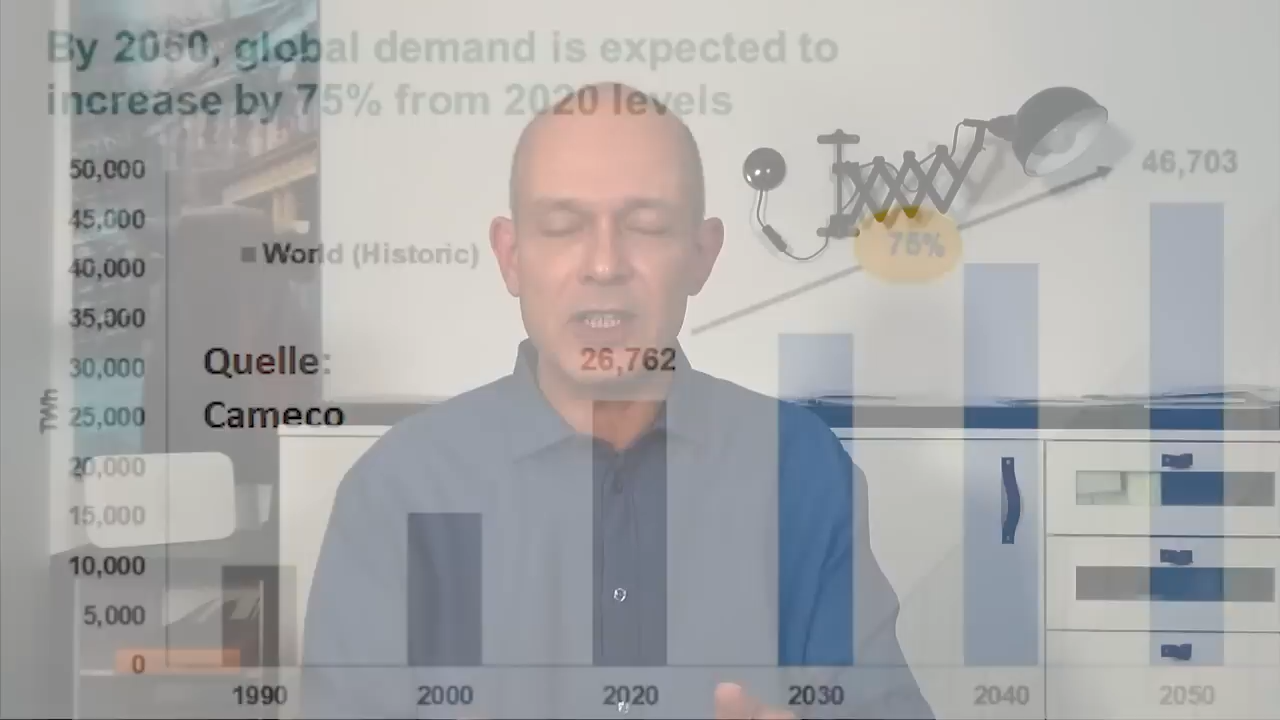 By 2050, global demand is expected to
increase by 75% from 2020 levels
50,000
46,703
45,000
75%
World (Historic)
40,000
35,000
Quelle:
26,762
30,000
TWh
Cameco
25,000
20,000
15,000
10,000
5,000
0
1990 2000 2020 2030 2040 2050